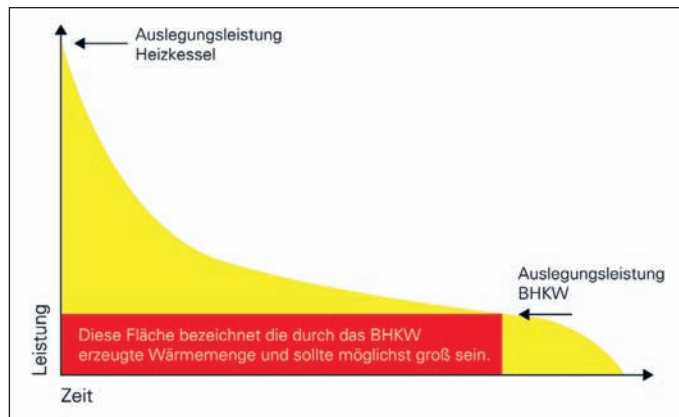 Auslegungsleistung
Heizkessel
Auslegungsleistung
BHKW
Diese Fläche bezeichnet die durch das BHKW
erzeugte Wärmemenge und sollte möglichst groß sein.
Leistung
Zeit